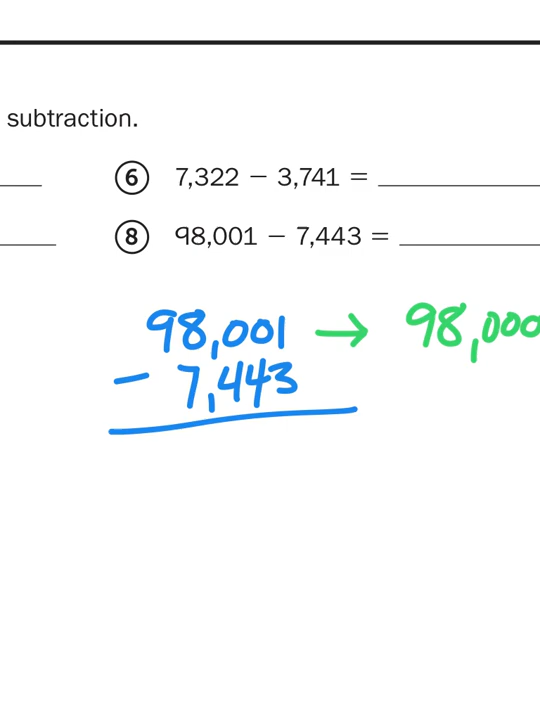 subtraction.
6 7,322 − 3,741 =
8 98,001 − 7,443 =
98,001 → 98,000
− 7,443